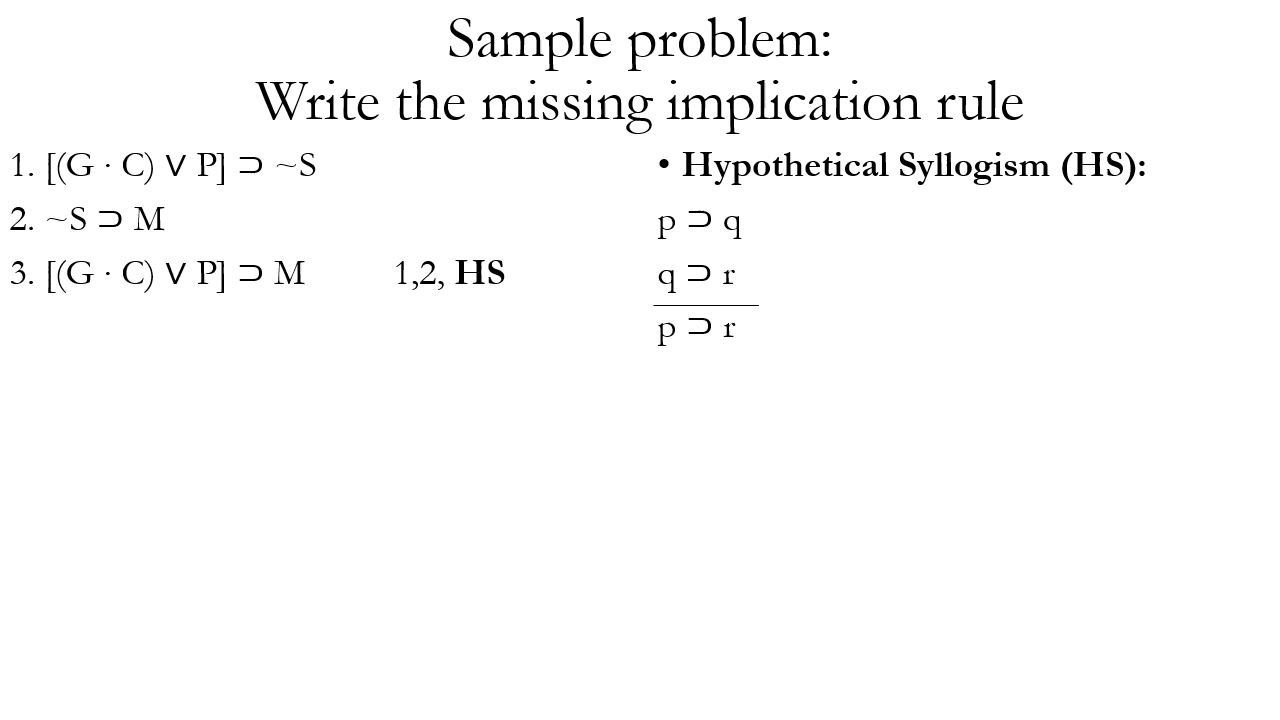 Sample problem:
Write the missing implication rule
1. [(G · C) ∨ P] ⊃ ~S
2. ~S ⊃ M
3. [(G · C) ∨ P] ⊃ M 1,2, HS
• Hypothetical Syllogism (HS):
p ⊃ q
q ⊃ r
p ⊃ r